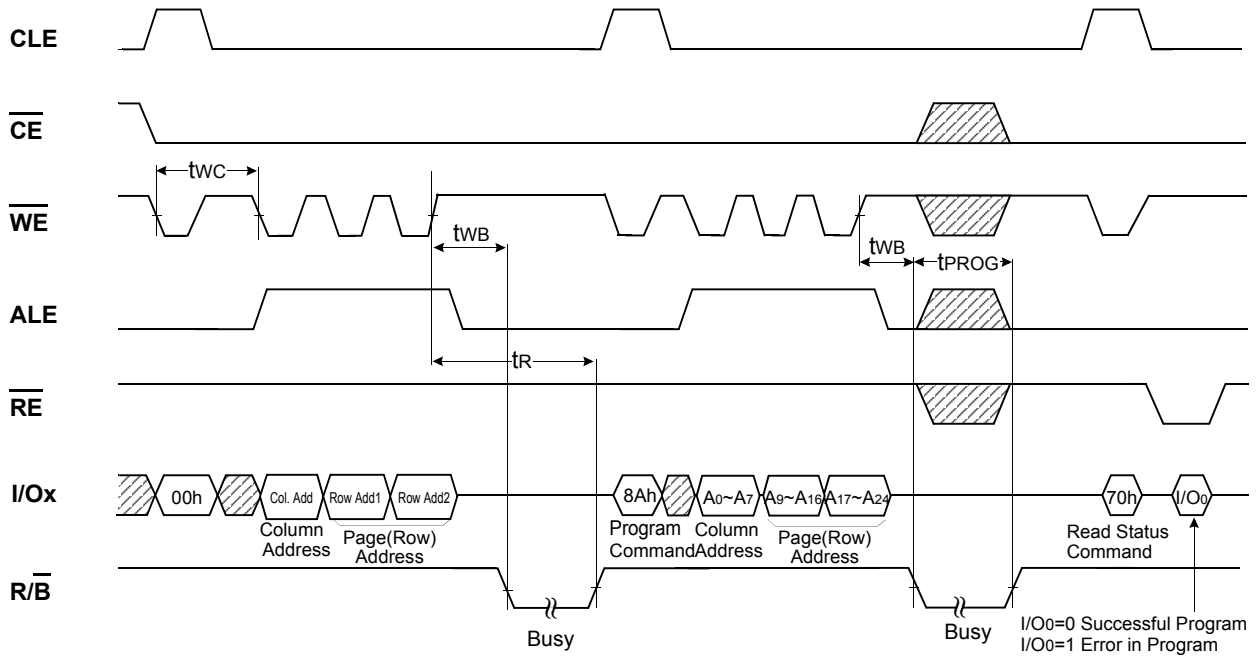 CLE
CE
tWC
WE
tWB
tWB
tPROG
ALE
tR
RE
I/Ox
00h
Col. Add
Row Add1
Row Add2
8Ah
A0~A7
A9~A16
A17~A24
70h
I/O0
Column
Address
Page(Row)
Address
Program
Command
Column
Address
Page(Row)
Address
Read Status
Command
R/B
Busy
Busy
I/O0=0 Successful Program
I/O0=1 Error in Program